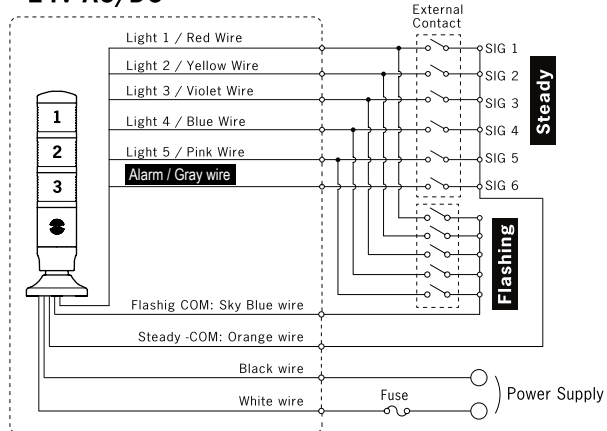 24V AC/DC
External
Contact
Light 1 / Red Wire
SIG 1
Light 2 / Yellow Wire
SIG 2
Light 3 / Violet Wire
SIG 3
Light 4 / Blue Wire
SIG 4
Light 5 / Pink Wire
SIG 5
Alarm / Gray wire
SIG 6
Steady
1
2
3
Flashing
Flashig COM: Sky Blue wire
Steady -COM: Orange wire
Black wire
White wire
Fuse
Power Supply